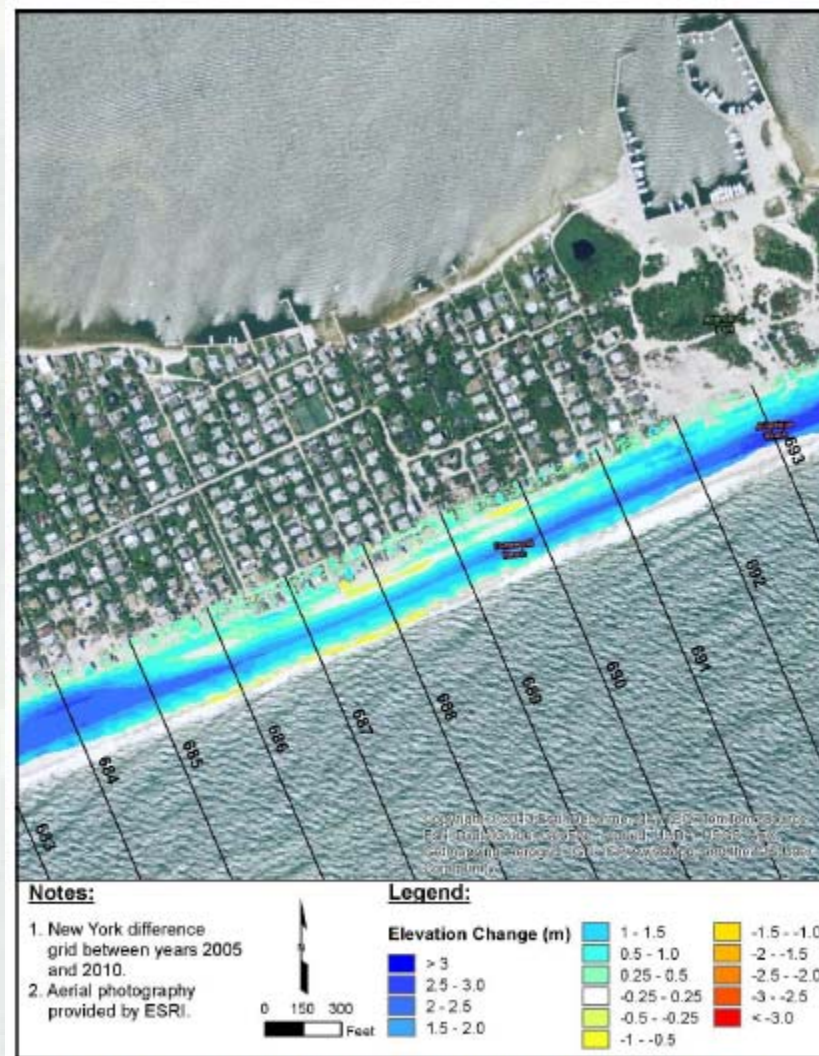 693
692
691
690
689
688
687
686
685
684
683
Notes:
1. New York difference
grid between years 2005
and 2010.
2. Aerial photography
provided by ESRI.
N
0 150 300
Feet
Legend:
Elevation Change (m)
> 3
2.5 - 3.0
2 - 2.5
1.5 - 2.0
1 - 1.5
0.5 - 1.0
0.25 - 0.5
-0.25 - 0.25
-0.5 - -0.25
-1 - -0.5
-1.5 - -1.0
-2 - -1.5
-2.5 - -2.0
-3 - -2.5
< -3.0